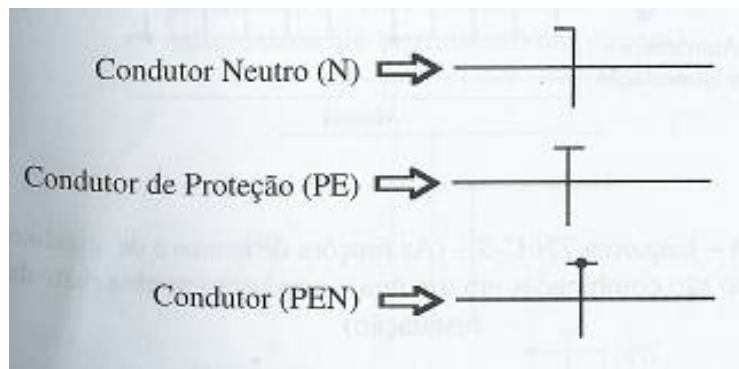 Condutor Neutro (N)
Condutor de Proteção (PE)
Condutor (PEN)